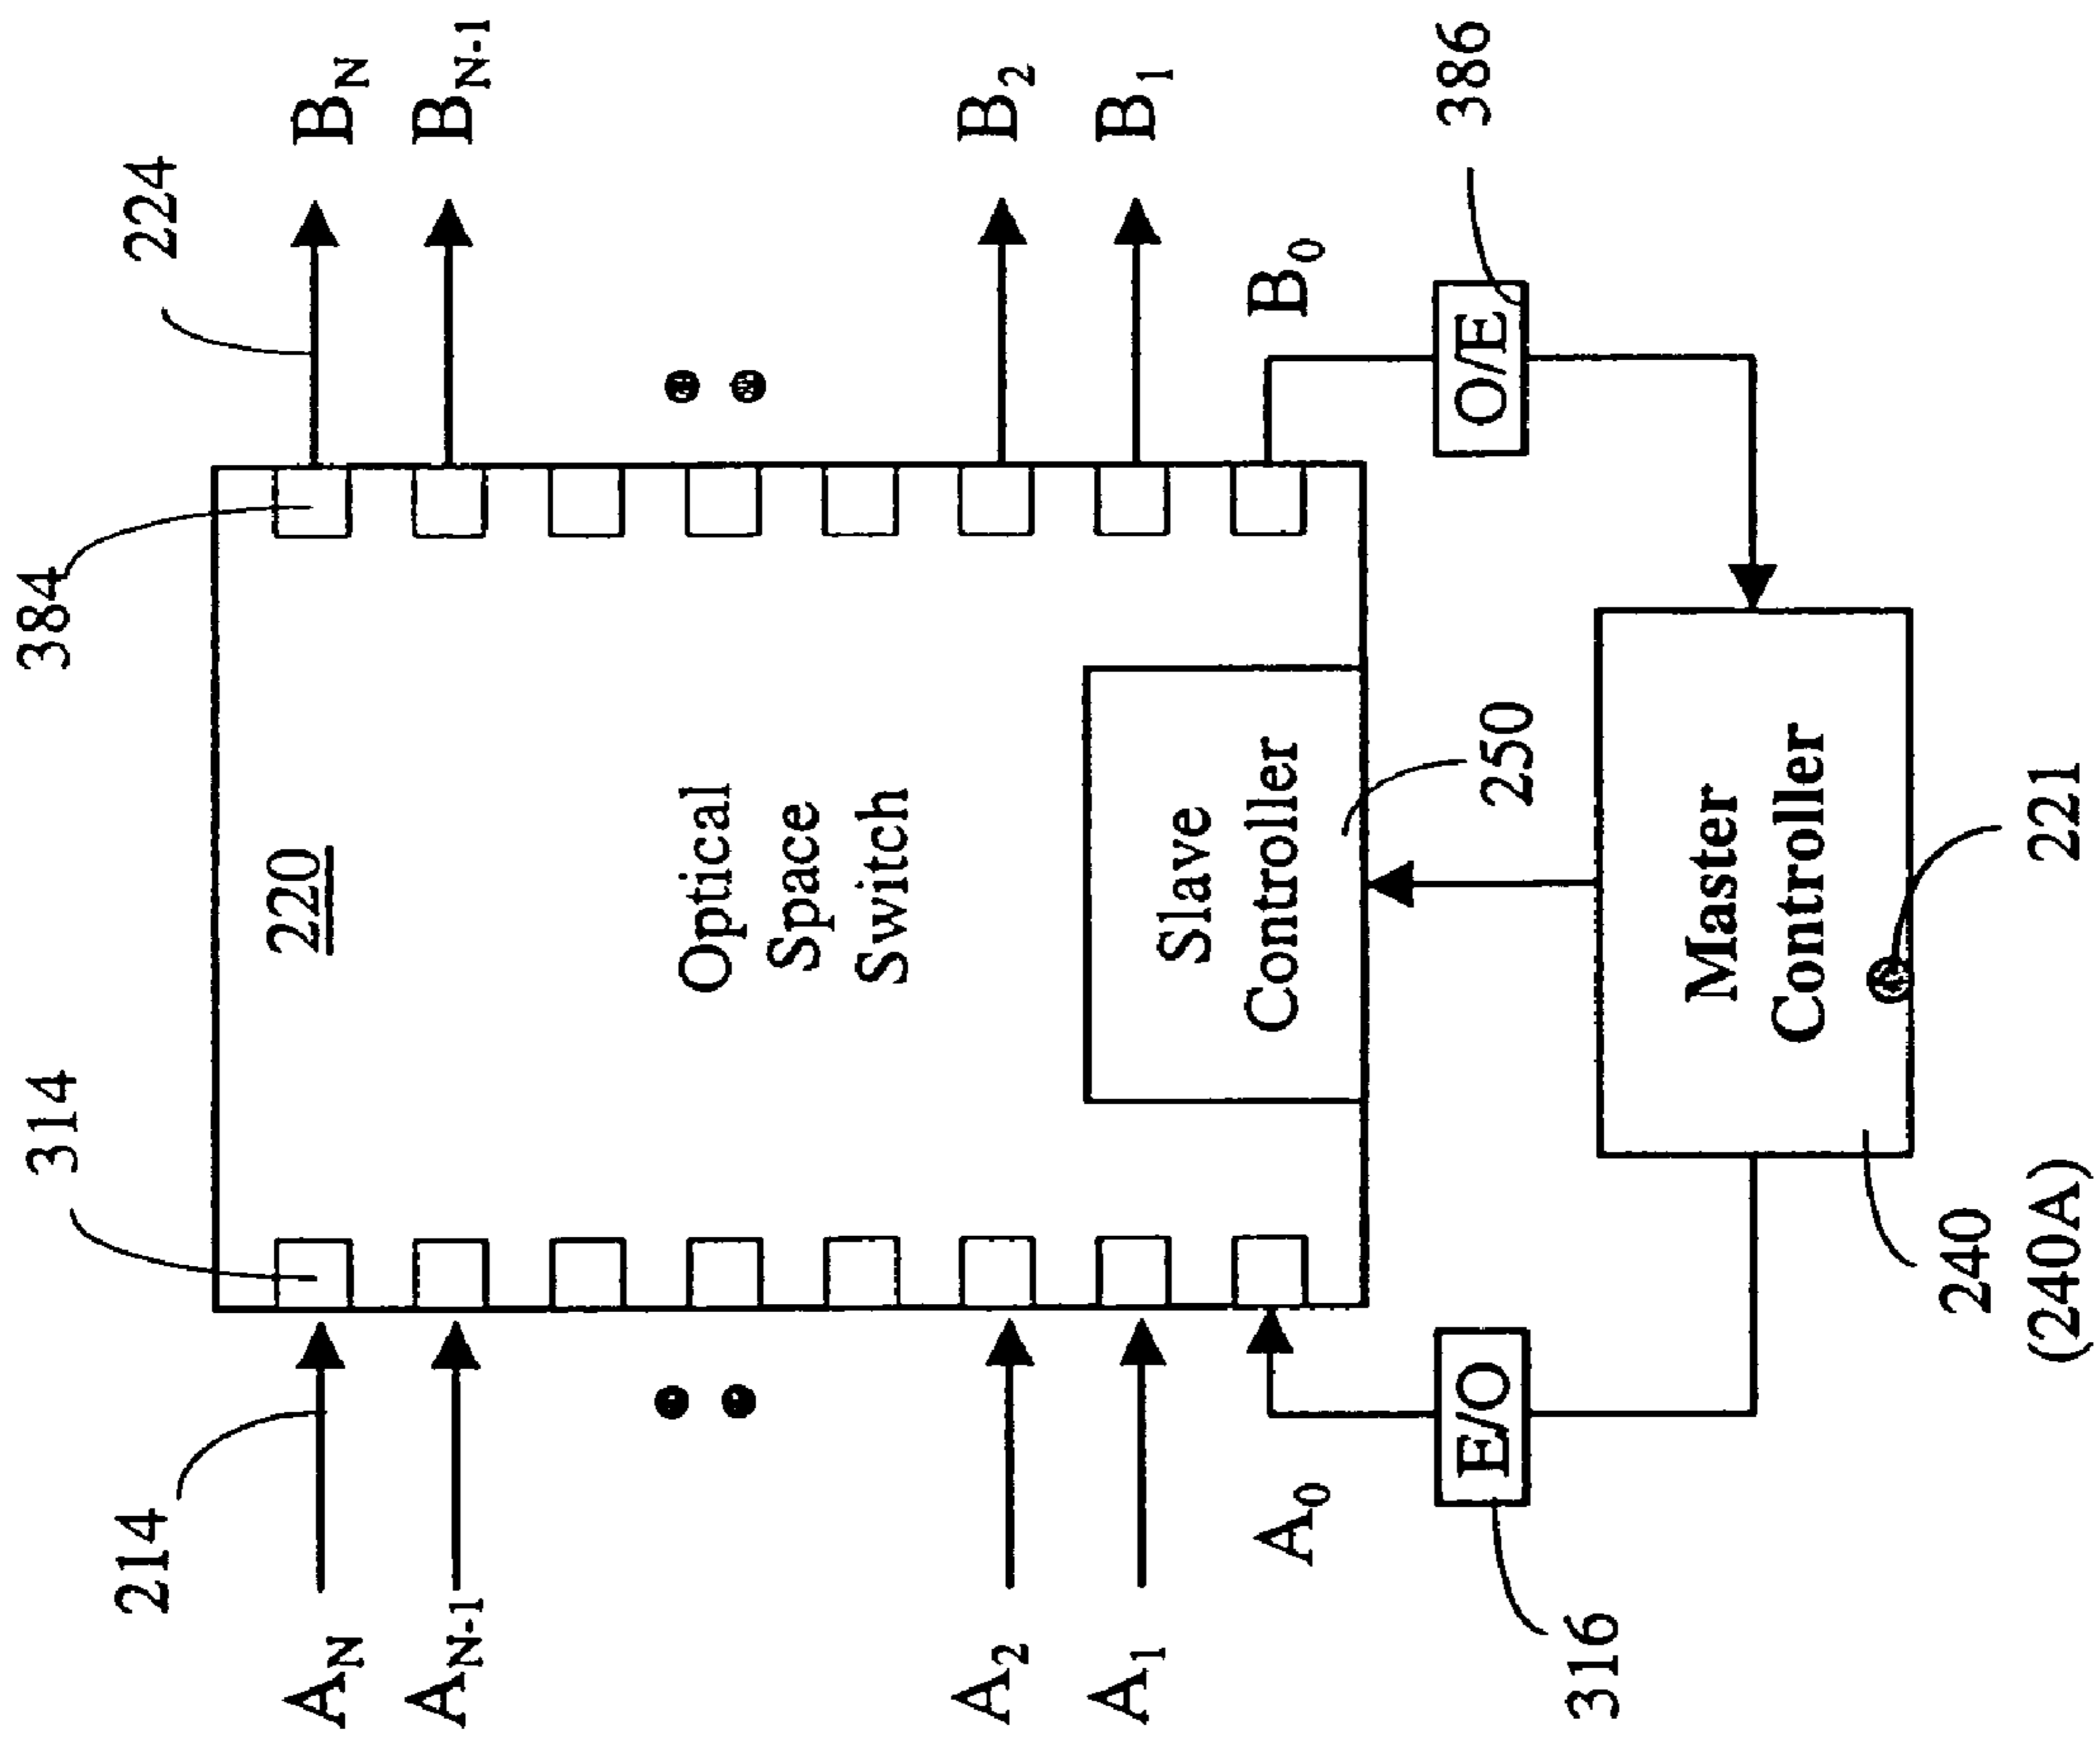 314
384
214
224
A_N
220
B_N
A_N-1
B_N-1
Optical
Space
Switch
A_2
B_2
A_1
B_1
Slave
Controller
A_0
B_0
250
316
E/O
O/E
386
Master
Controller
240
(240A)
221